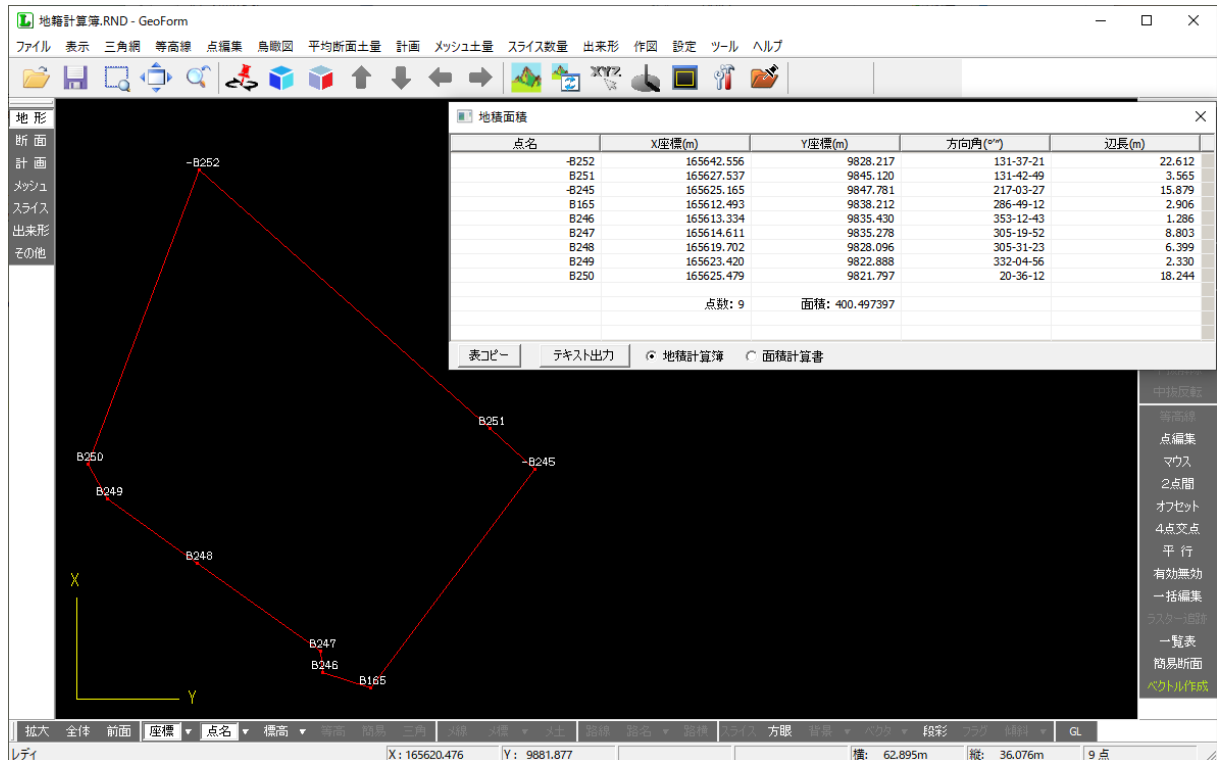 地籍計算簿.RND - GeoForm
ファイル 表示 三角網 等高線 点編集 鳥瞰図 平均断面土量 計画 メッシュ土量 スライス数量 出来形 作図 設定 ツール ヘルプ
XYZ
地 形
断 面
計 画
メッシュ
スライス
出来形
その他
地積面積
点名 X座標(m) Y座標(m) 方向角(°′″) 辺長(m)
-B252 165642.556 9828.217 131-37-21 22.612
B251 165627.537 9845.120 131-42-49 3.565
-B245 165625.165 9847.781 217-03-27 15.879
B165 165612.493 9838.212 286-49-12 2.906
B246 165613.334 9835.430 353-12-43 1.286
B247 165614.611 9835.278 305-19-52 8.803
B248 165619.702 9828.096 305-31-23 6.399
B249 165623.420 9822.888 332-04-56 2.330
B250 165625.479 9821.797 20-36-12 18.244
点数: 9 面積: 400.497397
表コピー テキスト出力 地積計算簿 面積計算書
-B252
B251
-B245
B250
B249
B248
B247
B246
B165
X
Y
中抜反転
等高線
点編集
マウス
2点間
オフセット
4点交点
平 行
有効無効
一括編集
ラスター追跡
一覧表
簡易断面
ベクトル作成
拡大 全体 前面 座標 点名 標高 等高 簡易 三角 メ線 メ標 メ土 路線 路名 路横 スライス 方眼 背景 ベクタ 段彩 フラグ 傾斜 GL
レディ X : 165620.476 Y : 9881.877 横: 62.895m 縦: 36.076m 9 点